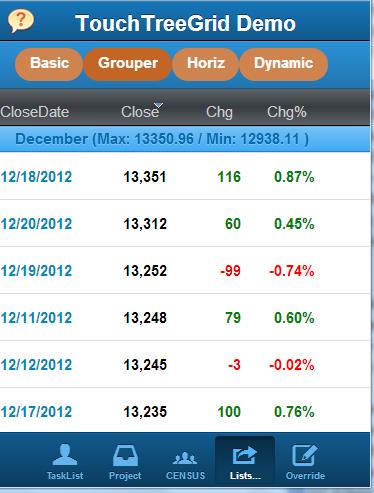 ?
TouchTreeGrid Demo
Basic Grouper Horiz Dynamic
CloseDate Close Chg Chg%
December (Max: 13350.96 / Min: 12938.11 )
12/18/2012 13,351 116 0.87%
12/20/2012 13,312 60 0.45%
12/19/2012 13,252 -99 -0.74%
12/11/2012 13,248 79 0.60%
12/12/2012 13,245 -3 -0.02%
12/17/2012 13,235 100 0.76%
TaskList Project CENSUS Lists... Override